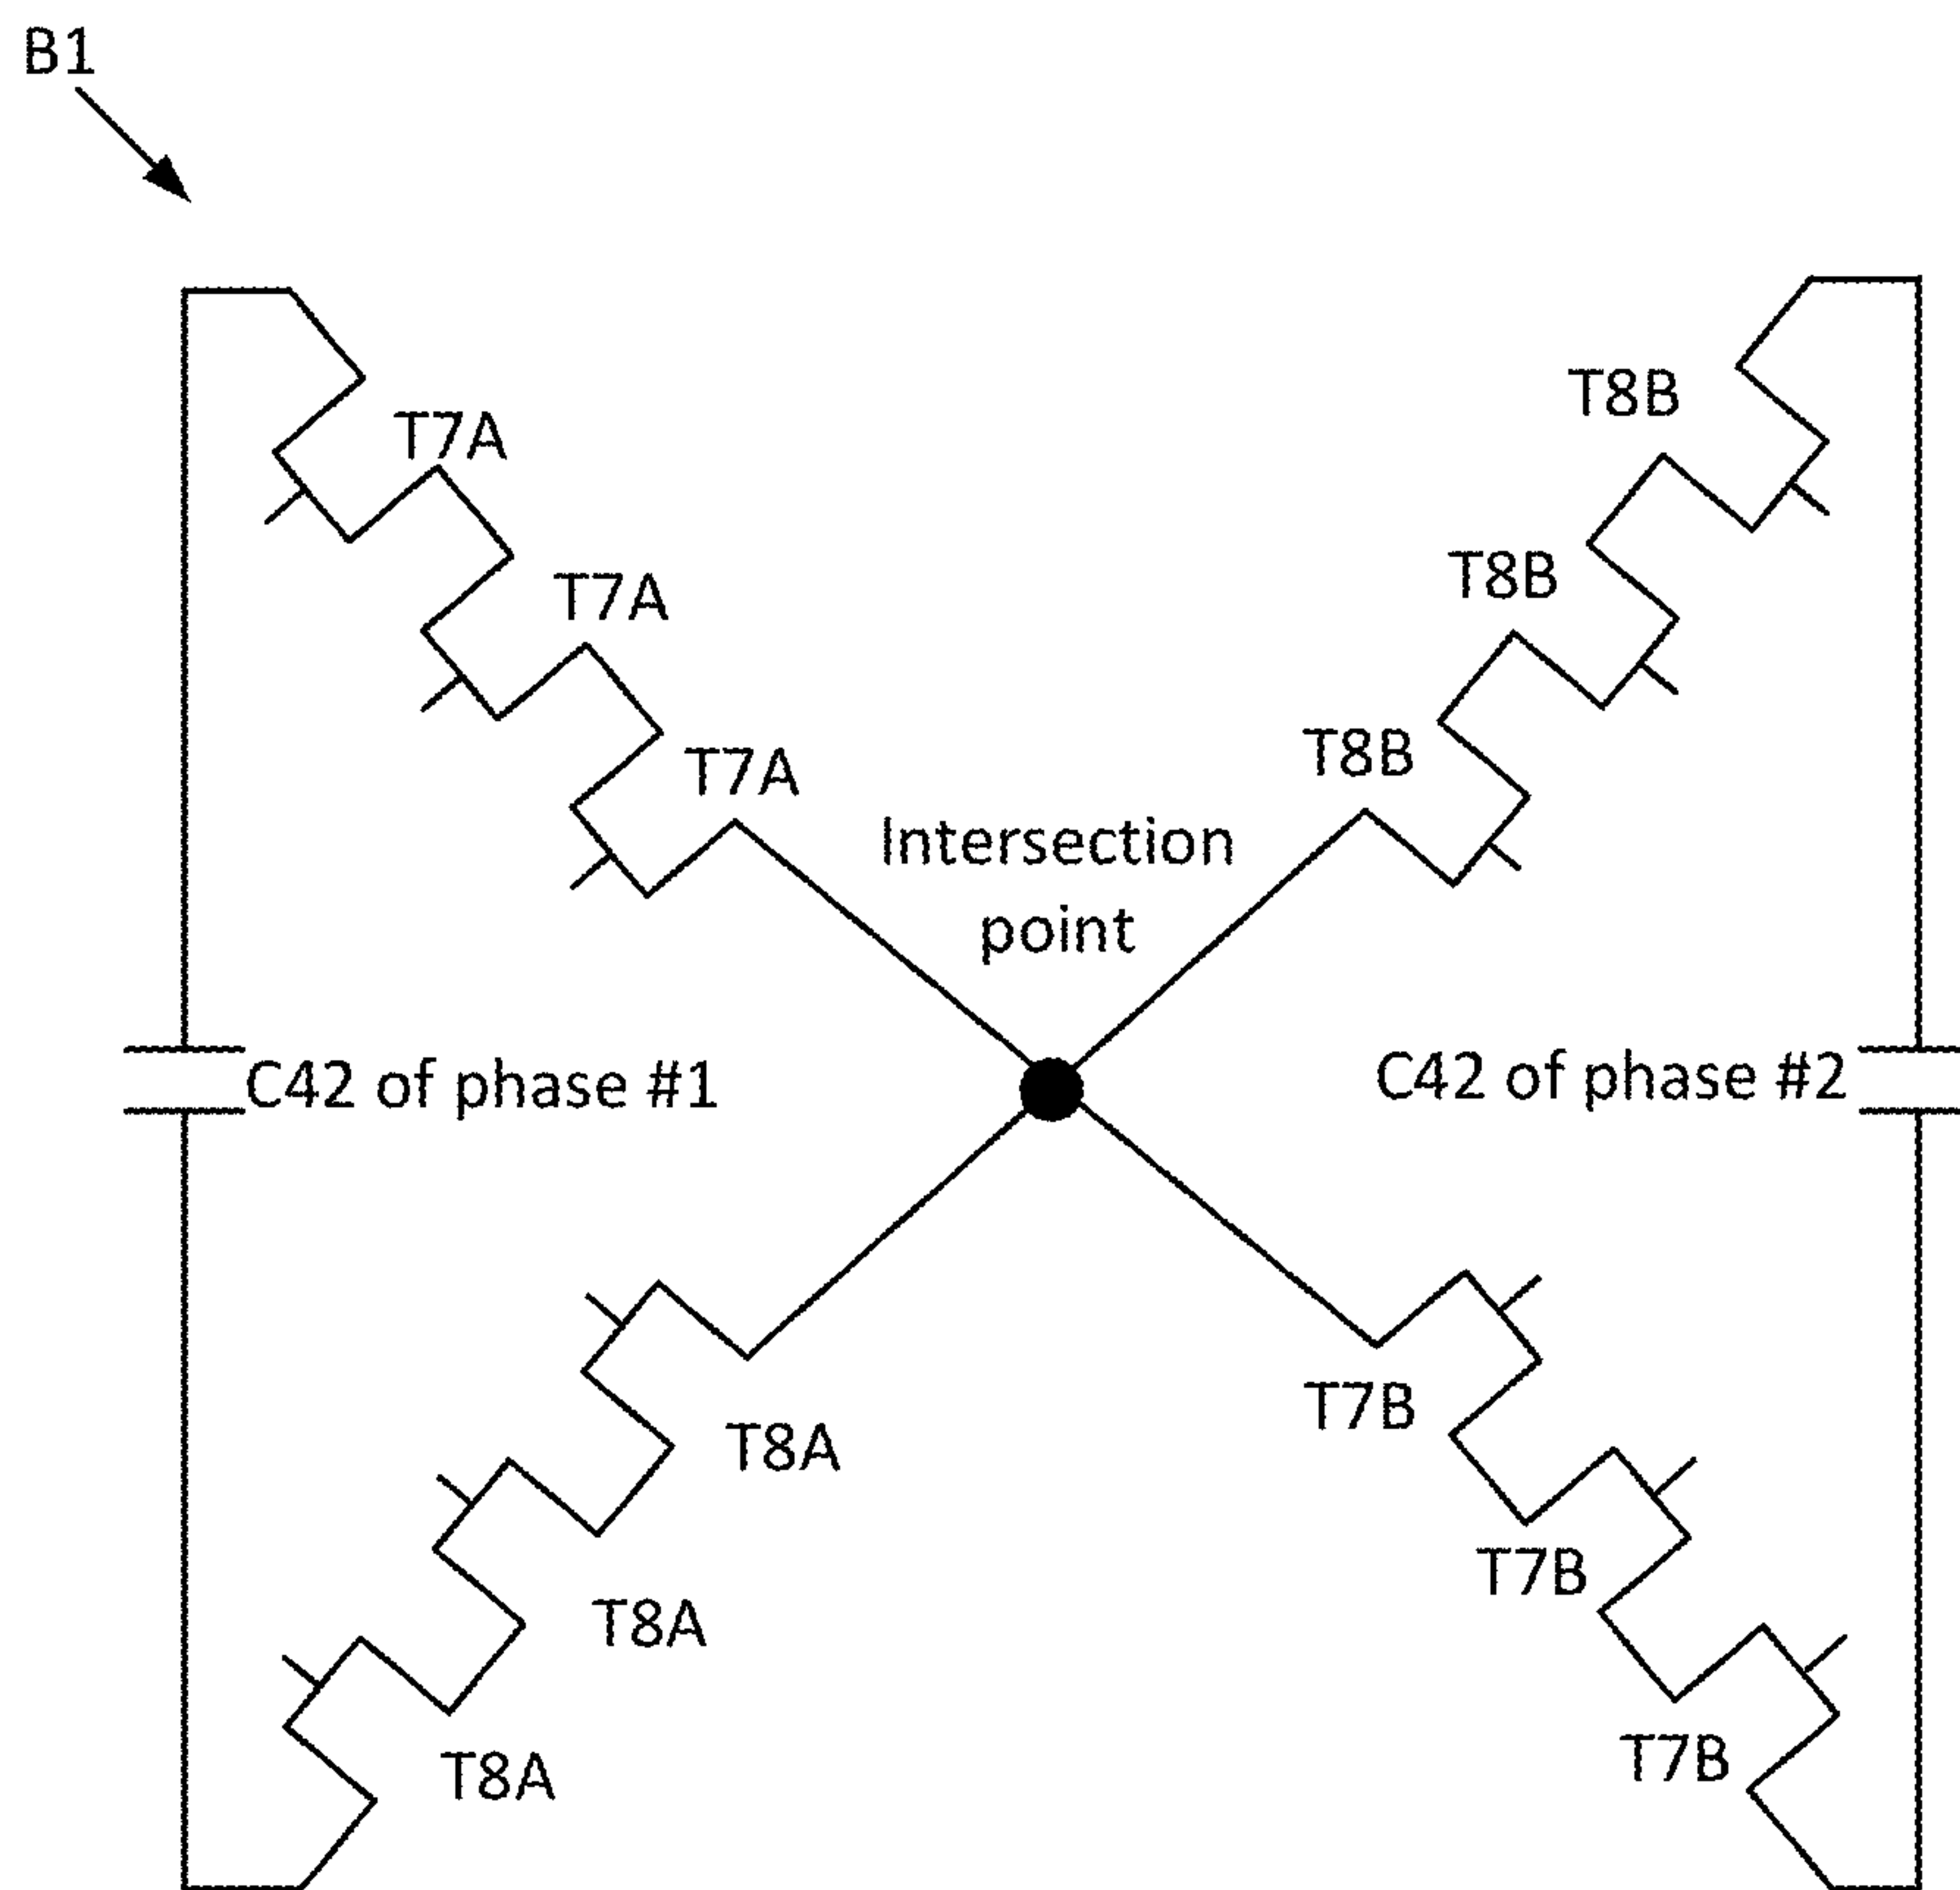 B1
T7A
T8B
T7A
T8B
T7A
T8B
Intersection
point
C42 of phase #1
C42 of phase #2
T8A
T7B
T8A
T7B
T8A
T7B